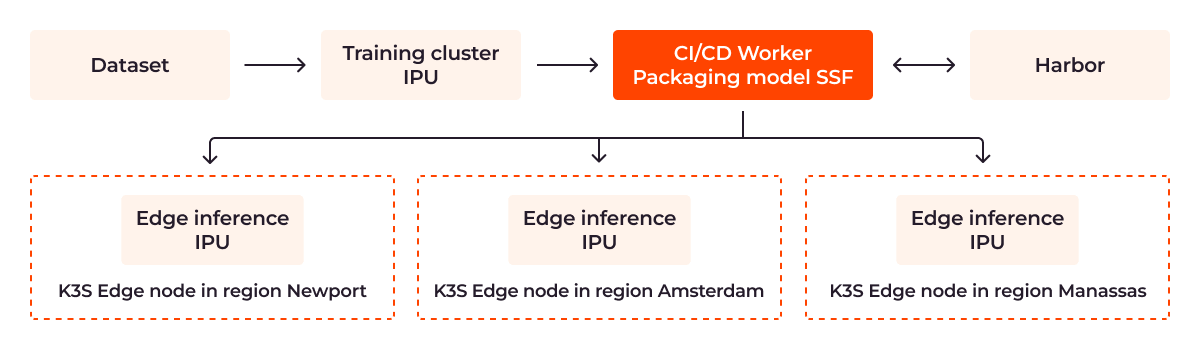 Dataset
Training cluster
IPU
CI/CD Worker
Packaging model SSF
Harbor
Edge inference
IPU
K3S Edge node in region Newport
Edge inference
IPU
K3S Edge node in region Amsterdam
Edge inference
IPU
K3S Edge node in region Manassas